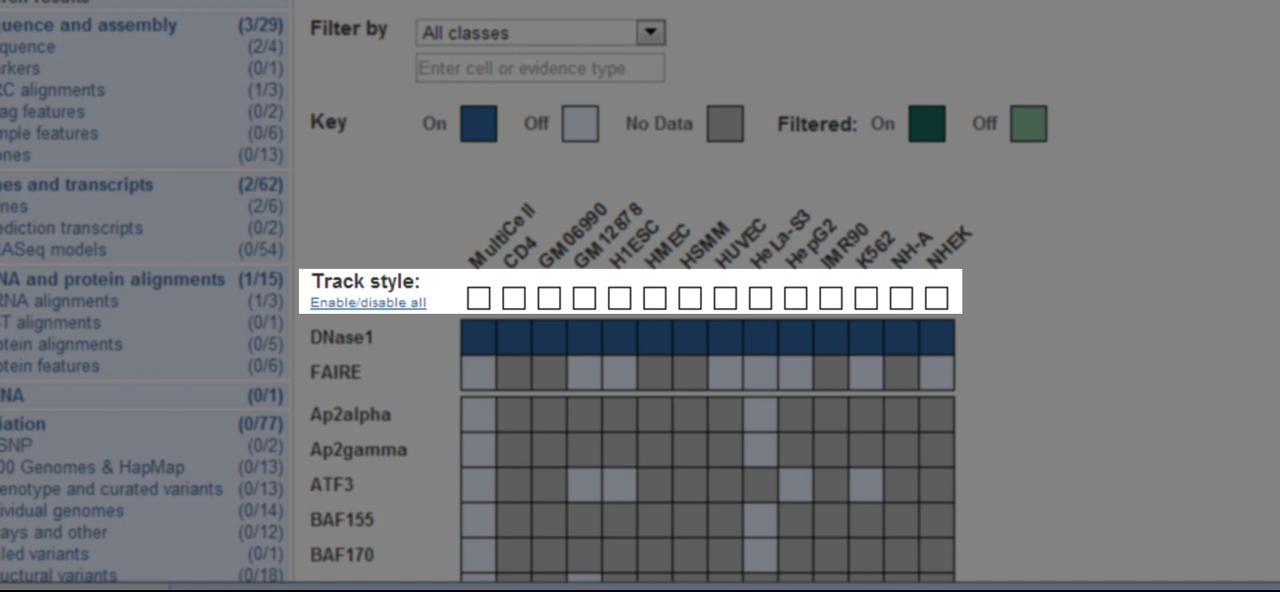 uence and assembly (3/29)
quence (2/4)
rkers (0/1)
RC alignments (1/3)
ag features (0/2)
mple features (0/6)
ones (0/13)
nes and transcripts (2/62)
nes (2/6)
ediction transcripts (0/2)
NASeq models (0/54)
NA and protein alignments (1/15)
RNA alignments (1/3)
ST alignments (0/1)
otein alignments (0/5)
otein features (0/6)
NA (0/1)
iation (0/77)
SNP (0/2)
00 Genomes & HapMap (0/13)
enotype and curated variants (0/13)
ividual genomes (0/14)
rays and other (0/12)
led variants (0/1)
uctural variants (0/18)
Filter by All classes
Enter cell or evidence type
Key On Off No Data Filtered: On Off
MultiCell
CD4
GM06990
GM12878
H1ESC
HMEC
HSMM
HUVEC
HeLa-S3
HepG2
IMR90
K562
NH-A
NHEK
Track style:
Enable/disable all
DNase1
FAIRE
Ap2alpha
Ap2gamma
ATF3
BAF155
BAF170